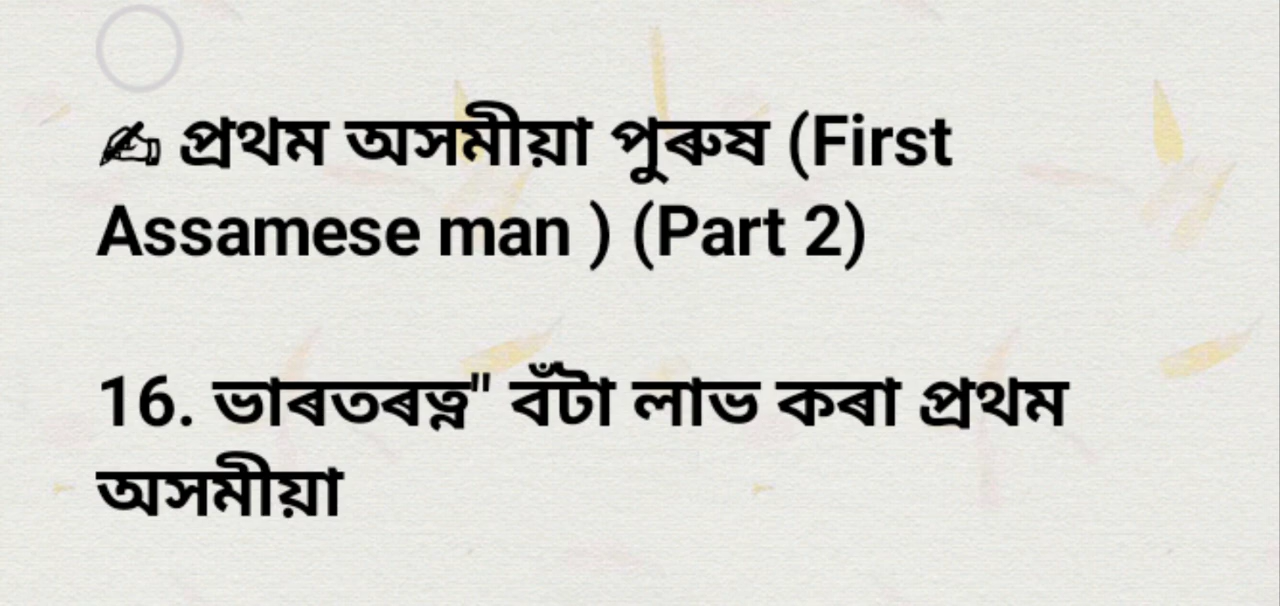 ✍ প্ৰথম অসমীয়া পুৰুষ (First
Assamese man ) (Part 2)
16. ভাৰতৰত্ন" বঁটা লাভ কৰা প্ৰথম
অসমীয়া